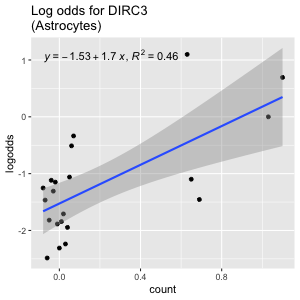 Log odds for DIRC3
(Astrocytes)
y = −1.53 + 1.7 x, R² = 0.46
1
0
-1
-2
logodds
0.0 0.4 0.8
count